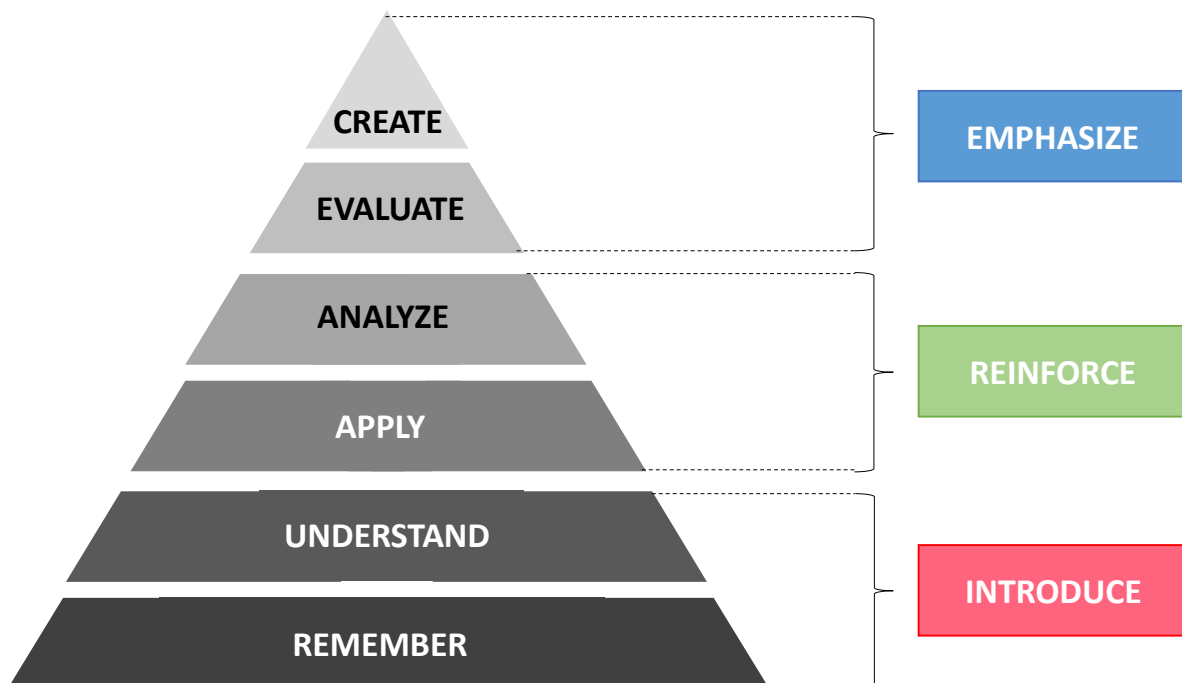 CREATE
EVALUATE
ANALYZE
APPLY
UNDERSTAND
REMEMBER
EMPHASIZE
REINFORCE
INTRODUCE